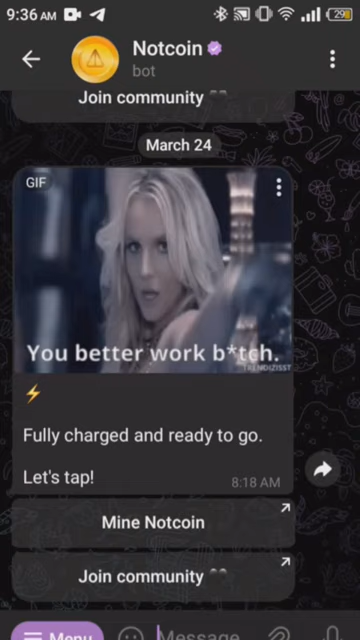 9:36 AM
29
Notcoin
bot
Join community
March 24
GIF
You better work b*tch.
TRENDIZISST
Fully charged and ready to go.
Let's tap!
8:18 AM
Mine Notcoin
Join community
Menu
Message